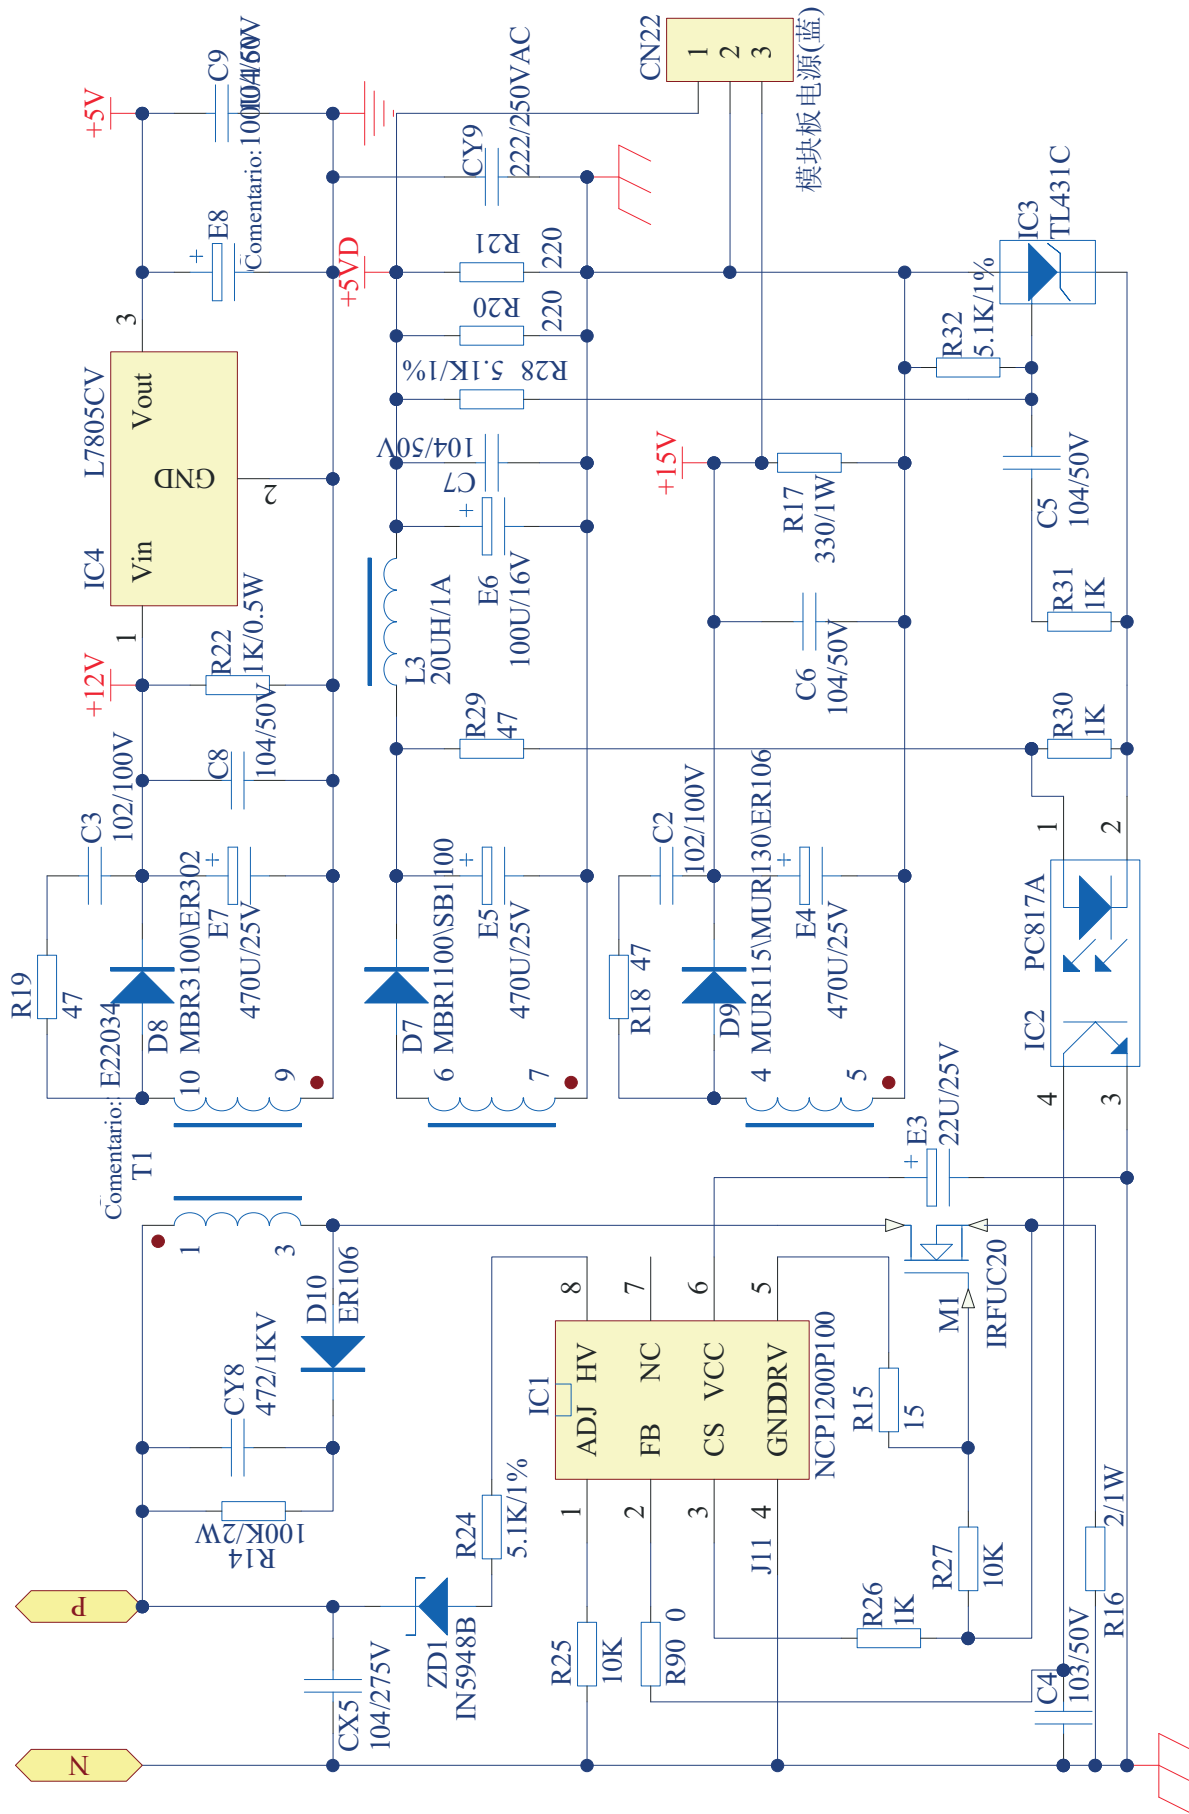 P
N
CX5
104/275V
R14
100K/2W
CY8
472/1KV
D10
ER106
1
3
T1
Comentario: E22034
10
9
R19
47
C3
102/100V
D8
MBR3100\ER302
E7
470U/25V
C8
104/50V
+12V
R22
1K/0.5W
IC4
L7805CV
Vin
Vout
GND
1
2
3
E8
+5V
C9
104/50V
Comentario: 100U/16V
ZD1
IN5948B
R24
5.1K/1%
6
7
D7
MBR1100\SB1100
E5
470U/25V
R29
47
L3
20UH/1A
E6
100U/16V
C7
104/50V
R28 5.1K/1%
R20
220
R21
220
+5VD
CY9
222/250VAC
CN22
1
2
3
模块板电源(蓝)
R25
10K
R90 0
IC1
ADJ HV
FB NC
CS VCC
GND DRV
1
2
3
4
8
7
6
5
J11
NCP1200P100
R18 47
C2
102/100V
4
5
D9
MUR115\MUR130\ER106
E4
470U/25V
C6
104/50V
+15V
R17
330/1W
R15
15
R26
1K
R27
10K
M1
IRFUC20
E3
22U/25V
R16
2/1W
C4
103/50V
IC2
PC817A
4
3
1
2
R30
1K
R31
1K
C5
104/50V
R32
5.1K/1%
IC3
TL431C